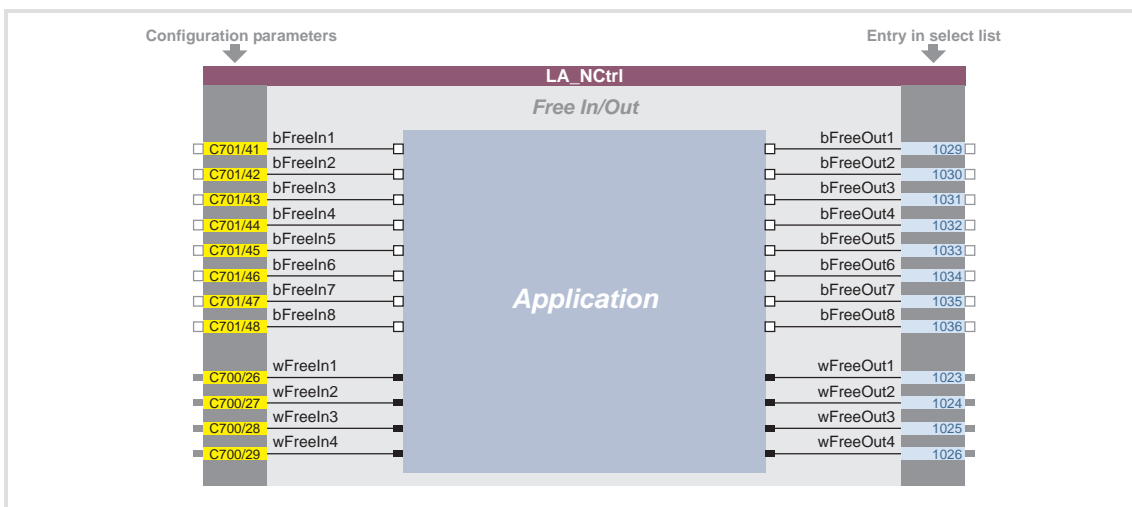 Configuration parameters
Entry in select list
LA_NCtrl
Free In/Out
bFreeIn1
bFreeOut1
C701/41
1029
bFreeIn2
bFreeOut2
C701/42
1030
bFreeIn3
bFreeOut3
C701/43
1031
bFreeIn4
bFreeOut4
C701/44
1032
bFreeIn5
bFreeOut5
C701/45
1033
bFreeIn6
bFreeOut6
C701/46
1034
bFreeIn7
bFreeOut7
Application
C701/47
1035
bFreeIn8
bFreeOut8
C701/48
1036
wFreeIn1
wFreeOut1
C700/26
1023
wFreeIn2
wFreeOut2
C700/27
1024
wFreeIn3
wFreeOut3
C700/28
1025
wFreeIn4
wFreeOut4
C700/29
1026